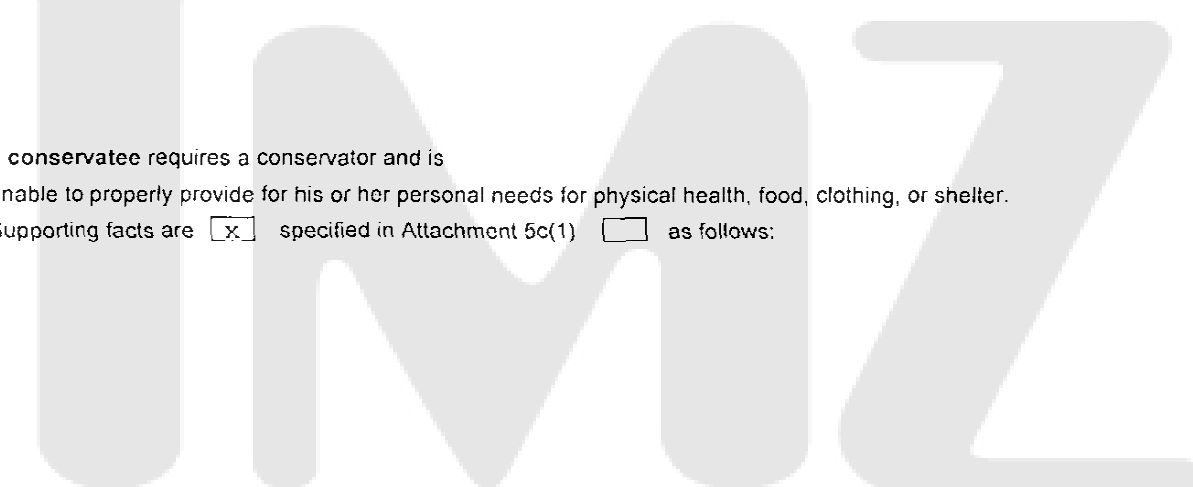 conservatee requires a conservator and is
nable to properly provide for his or her personal needs for physical health, food, clothing, or shelter.
upporting facts are x specified in Attachment 5c(1) as follows:
IMZ